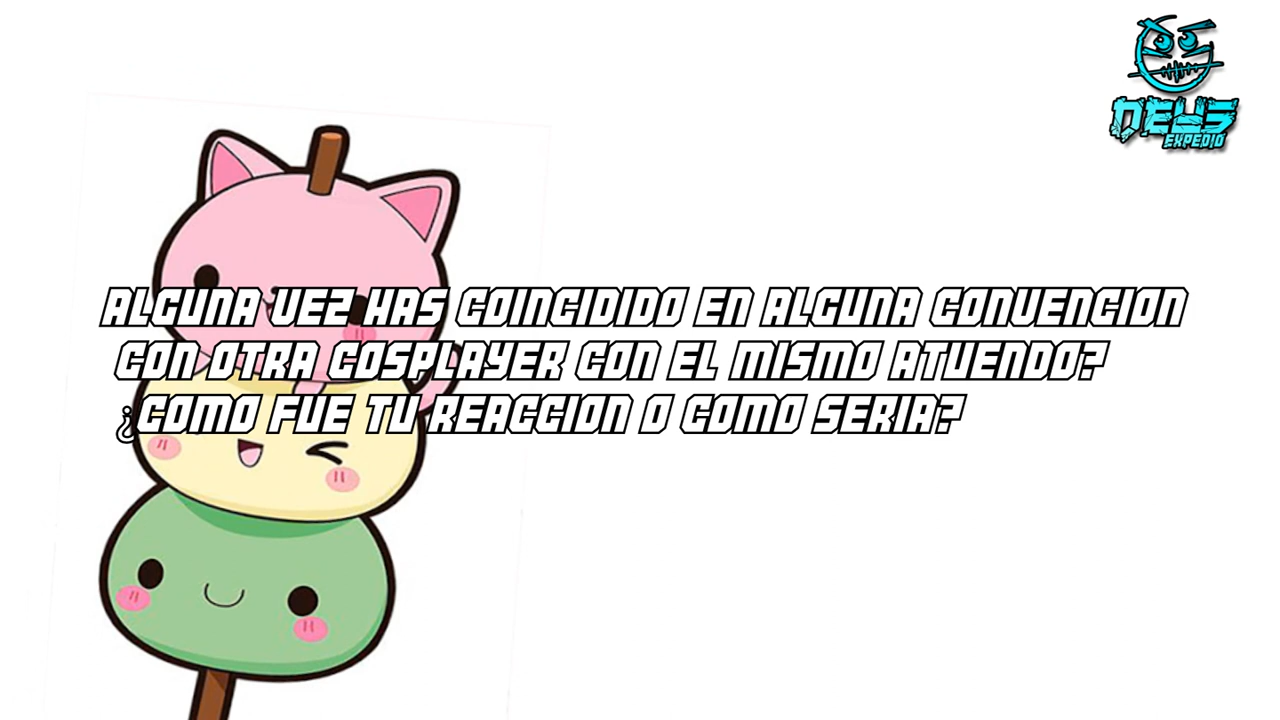 DEUS
EXPEDIO
ALGUNA VEZ HAS COINCIDIDO EN ALGUNA CONVENCION
CON OTRA COSPLAYER CON EL MISMO ATUENDO?
¿COMO FUE TU REACCION O COMO SERIA?